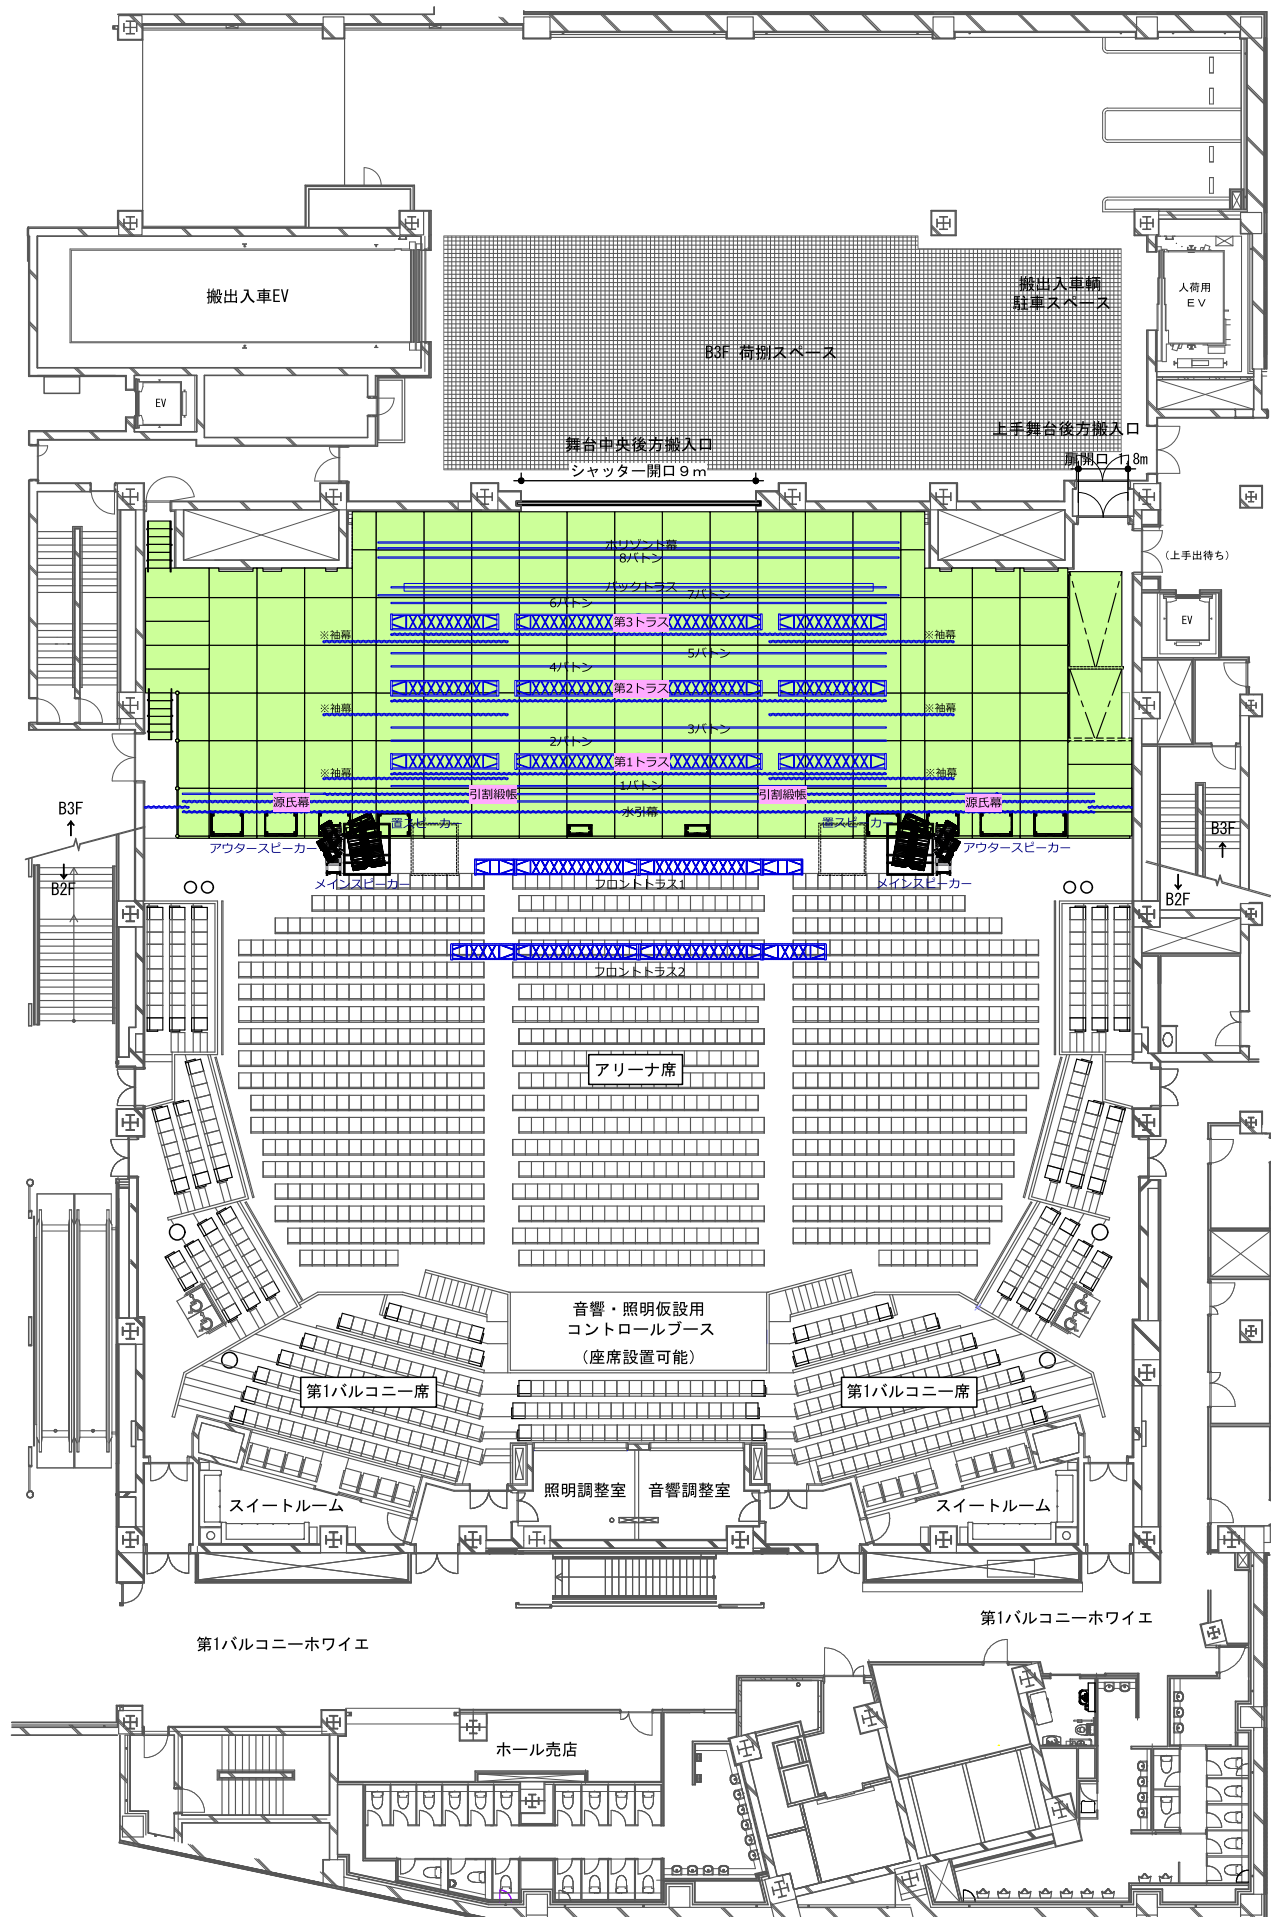 搬出入車EV
搬出入車輌
駐車スペース
人荷用
EV
B3F 荷捌スペース
EV
舞台中央後方搬入口
シャッター開口９ｍ
上手舞台後方搬入口
扉開口 1.8m
（上手出待ち）
ホリゾント幕
8バトン
バックトラス
7バトン
6バトン
第3トラス
※袖幕
※袖幕
EV
5バトン
4バトン
第2トラス
※袖幕
※袖幕
3バトン
2バトン
第1トラス
※袖幕
※袖幕
1バトン
引割緞帳
引割緞帳
源氏幕
源氏幕
水引幕
B3F
B2F
B3F
B2F
置スピーカー
置スピーカー
アウタースピーカー
アウタースピーカー
メインスピーカー
メインスピーカー
フロントトラス1
フロントトラス2
アリーナ席
音響・照明仮設用
コントロールブース
（座席設置可能）
第1バルコニー席
第1バルコニー席
照明調整室
音響調整室
スイートルーム
スイートルーム
第1バルコニーホワイエ
第1バルコニーホワイエ
ホール売店